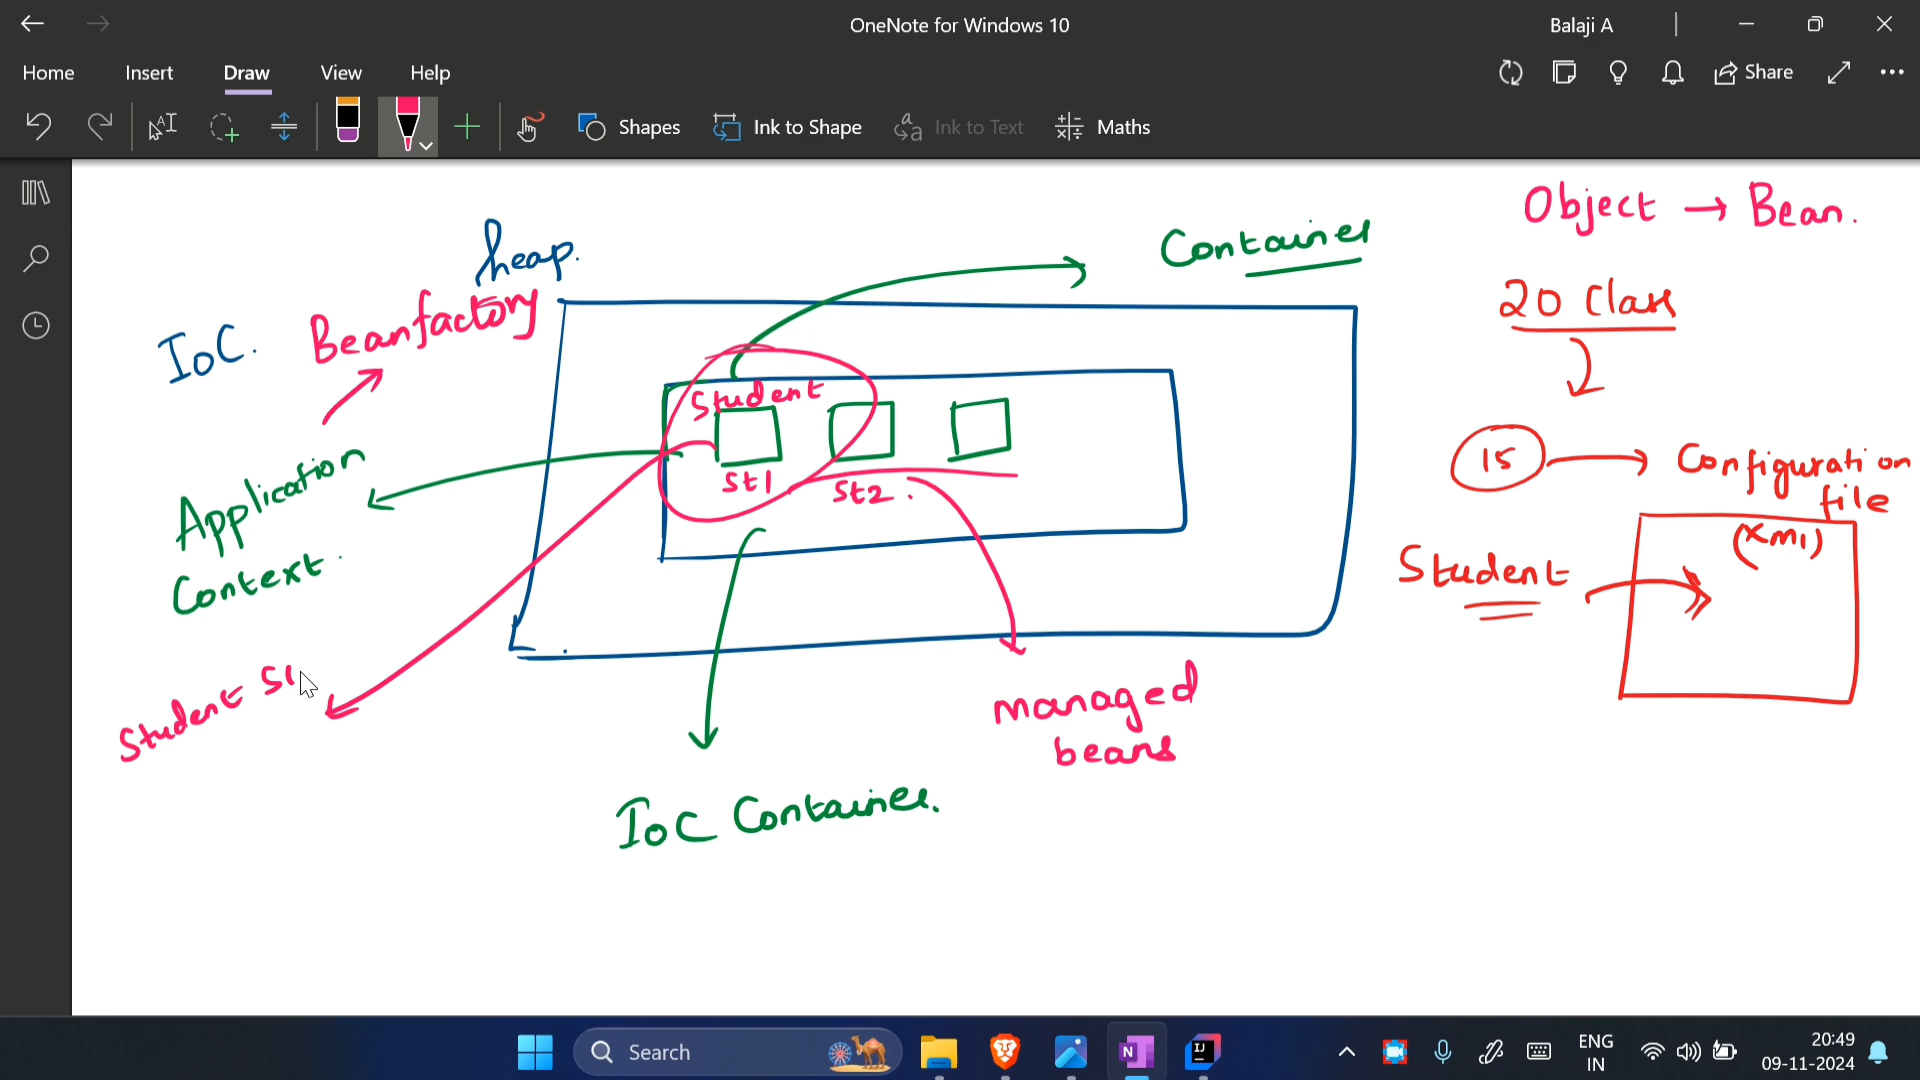 OneNote for Windows 10
Balaji A
Home Insert Draw View Help
Share
Shapes Ink to Shape Ink to Text Maths
Object → Bean.
heap.
Container
IoC. Beanfactory
20 Class
Student
15 → Configuration file
(xml)
St1 St2.
Application
Context.
Student
Student S1
managed
beans
IoC Container.
Search
ENG
IN
20:49
09-11-2024